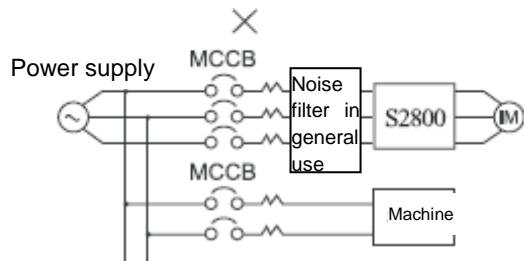 MCCB
Power supply
Noise
filter in
general
use
S2800
IM
~
MCCB
Machine